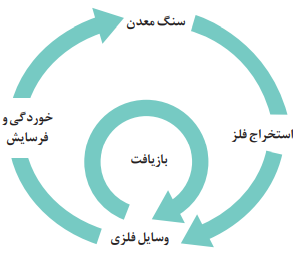 سنگ معدن
استخراج فلز
وسایل فلزی
خوردگی و
فرسایش
بازیافت